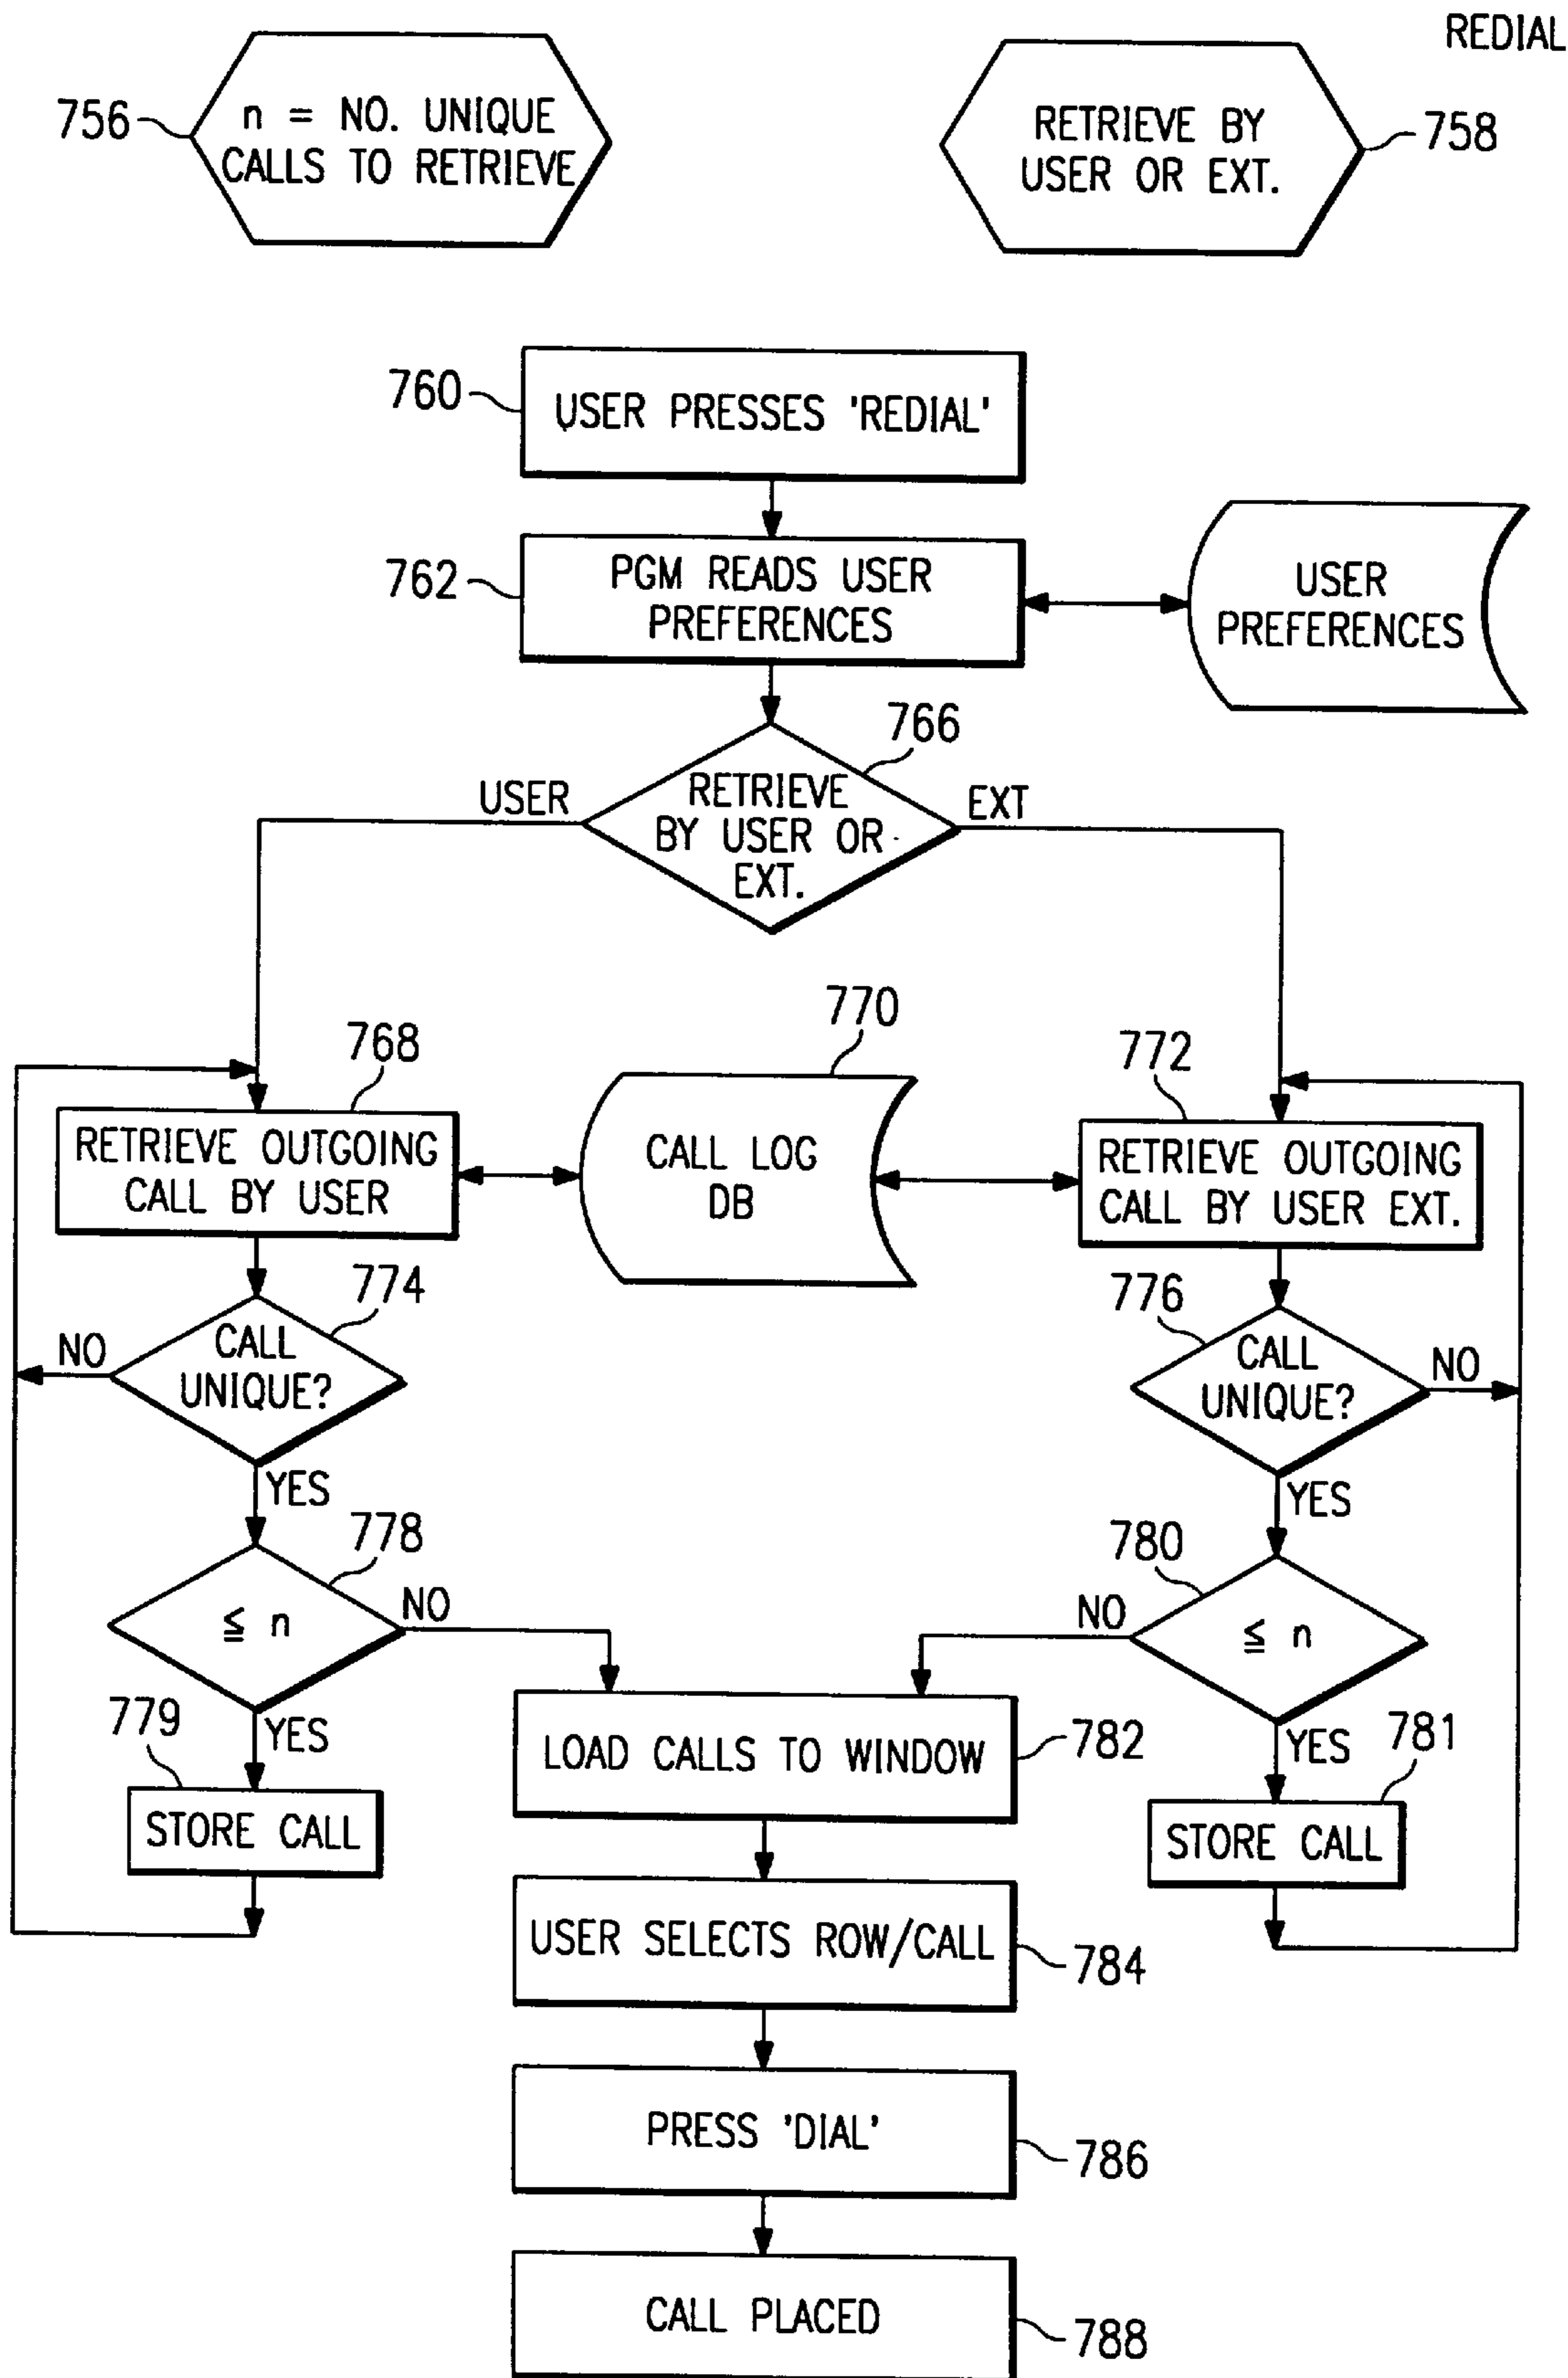 REDIAL
756
n = NO. UNIQUE
CALLS TO RETRIEVE
RETRIEVE BY
USER OR EXT.
758
760
USER PRESSES 'REDIAL'
762
PGM READS USER
PREFERENCES
USER
PREFERENCES
766
USER
RETRIEVE
BY USER OR
EXT.
EXT
768
770
772
RETRIEVE OUTGOING
CALL BY USER
CALL LOG
DB
RETRIEVE OUTGOING
CALL BY USER EXT.
774
776
NO
CALL
UNIQUE?
CALL
UNIQUE?
NO
YES
YES
778
780
≦ n
NO
NO
≦ n
779
YES
LOAD CALLS TO WINDOW
782
YES
781
STORE CALL
STORE CALL
USER SELECTS ROW/CALL
784
PRESS 'DIAL'
786
CALL PLACED
788